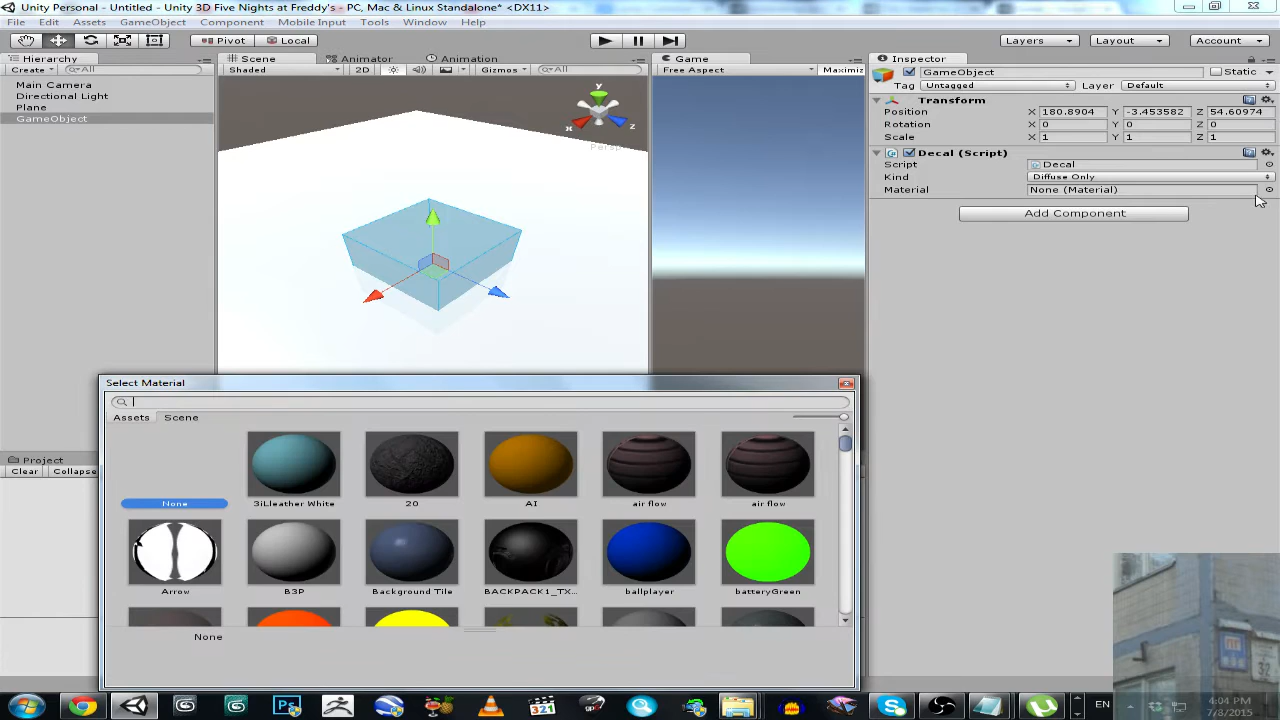 Unity Personal - Untitled - Unity 3D Five Nights at Freddy's - PC, Mac & Linux Standalone* <DX11>
File Edit Assets GameObject Component Mobile Input Tools Window Help
Pivot Local Layers Layout Account
Hierarchy Scene Animator Animation Game Inspector
Create All Shaded 2D Gizmos All Free Aspect Maximiz
GameObject Static
Tag Untagged Layer Default
Main Camera
Directional Light
Plane
GameObject
Transform
Position X 180.8904 Y -3.453582 Z 54.60974
Rotation X 0 Y 0 Z 0
Scale X 1 Y 1 Z 1
Decal (Script)
Script Decal
Kind Diffuse Only
Material None (Material)
Add Component
y
x
z
Persp
Project
Clear Collapse
Select Material
Assets Scene
None 3iLleather White 20 AI air flow air flow
Arrow B3P Background Tile BACKPACK1_TX... ballplayer batteryGreen
None
32
Ps 321 EN
4:04 PM
7/8/2015